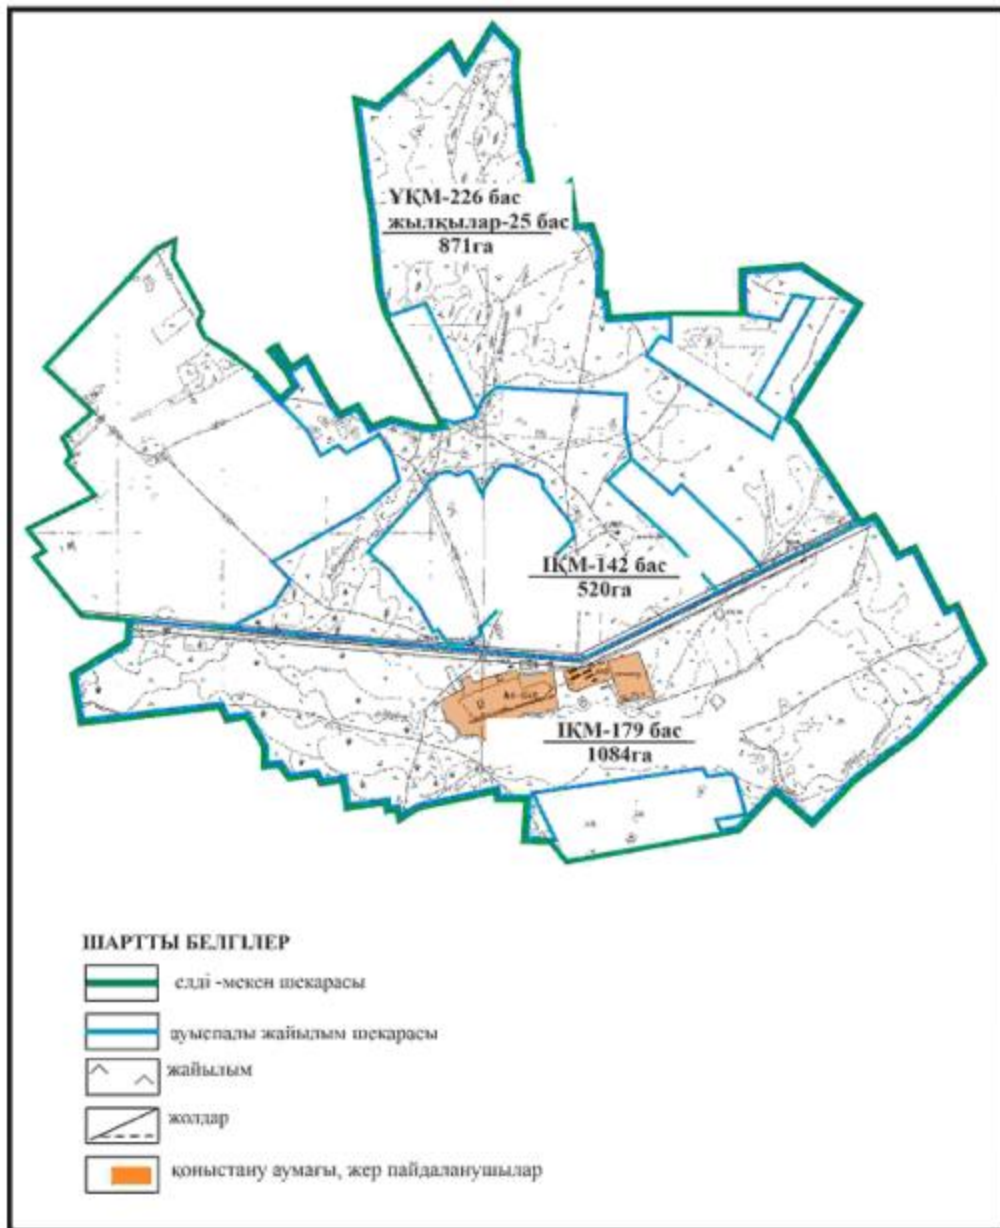 ҰҚМ-226 бас
жылқылар-25 бас
871га
ІҚМ-142 бас
520га
ІҚМ-179 бас
1084га
ШАРТТЫ БЕЛГІЛЕР
елді -мекен шекарасы
ауыспалы жайылым шекарасы
жайылым
жолдар
қоныстану аумағы, жер пайдаланушылар